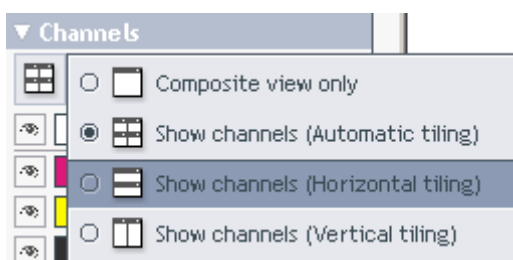 Channels
Composite view only
Show channels (Automatic tiling)
Show channels (Horizontal tiling)
Show channels (Vertical tiling)